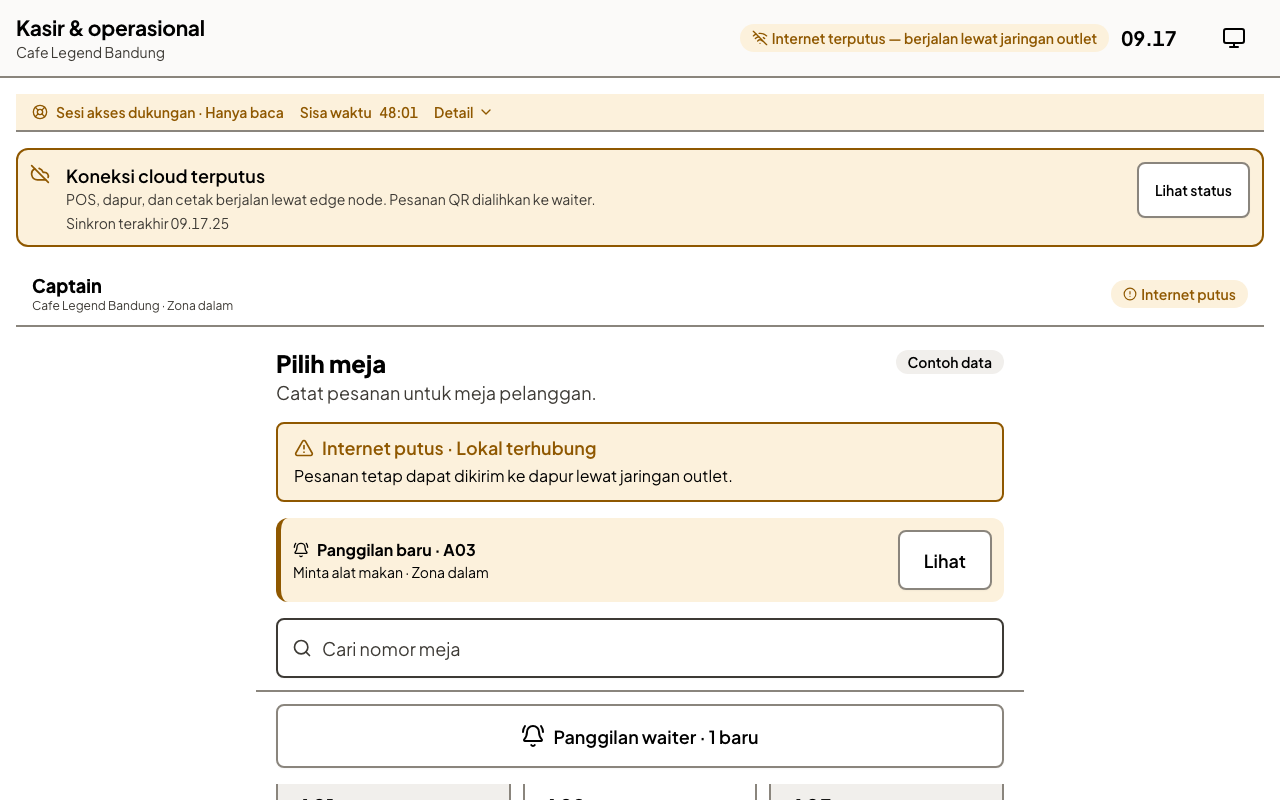 Kasir & operasional
Cafe Legend Bandung
Internet terputus — berjalan lewat jaringan outlet
09.17
Sesi akses dukungan · Hanya baca
Sisa waktu 48:01
Detail
Koneksi cloud terputus
POS, dapur, dan cetak berjalan lewat edge node. Pesanan QR dialihkan ke waiter.
Sinkron terakhir 09.17.25
Lihat status
Captain
Cafe Legend Bandung · Zona dalam
Internet putus
Pilih meja
Contoh data
Catat pesanan untuk meja pelanggan.
Internet putus · Lokal terhubung
Pesanan tetap dapat dikirim ke dapur lewat jaringan outlet.
Panggilan baru · A03
Minta alat makan · Zona dalam
Lihat
Cari nomor meja
Panggilan waiter · 1 baru